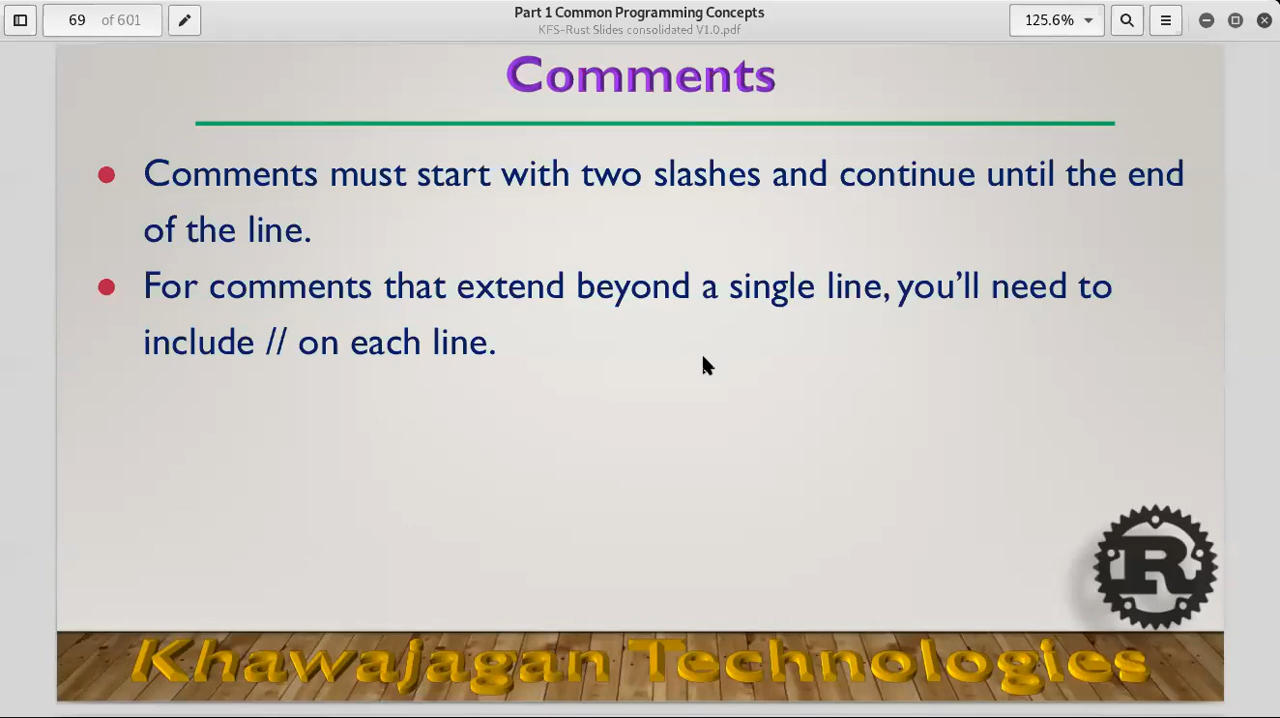 69 of 601
Part 1 Common Programming Concepts
KFS-Rust Slides consolidated V1.0.pdf
125.6%
Comments
Comments must start with two slashes and continue until the end
of the line.
For comments that extend beyond a single line, you’ll need to
include // on each line.
R
Khawajagan Technologies